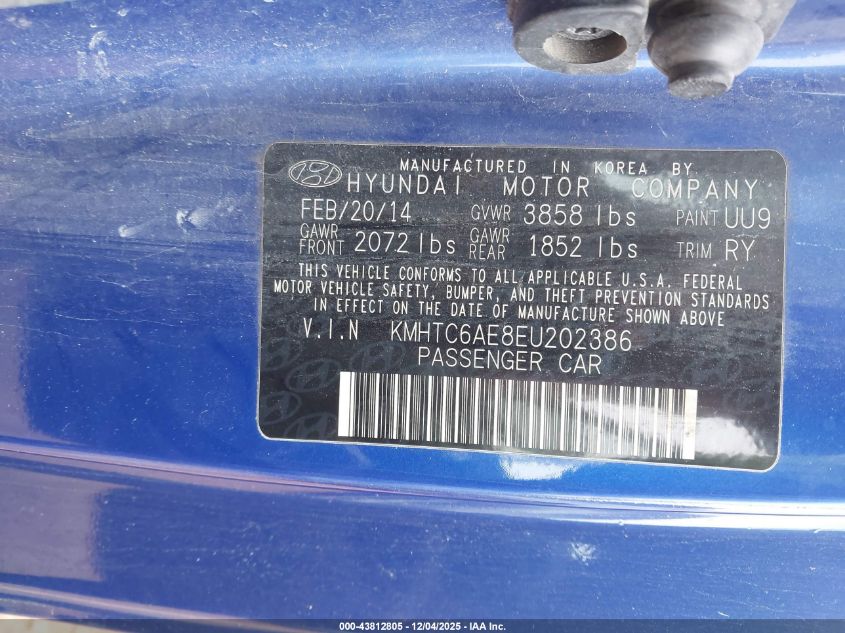 MANUFACTURED IN KOREA BY
HYUNDAI MOTOR COMPANY
FEB/20/14 GVWR 3858 lbs PAINT UU9
GAWR FRONT 2072 lbs GAWR REAR 1852 lbs TRIM RY
THIS VEHICLE CONFORMS TO ALL APPLICABLE U.S.A. FEDERAL
MOTOR VEHICLE SAFETY, BUMPER, AND THEFT PREVENTION STANDARDS
IN EFFECT ON THE DATE OF MANUFACTURE SHOWN ABOVE
V.I.N KMHTC6AE8EU202386
PASSENGER CAR
000-43812805 - 12/04/2025 - IAA Inc.